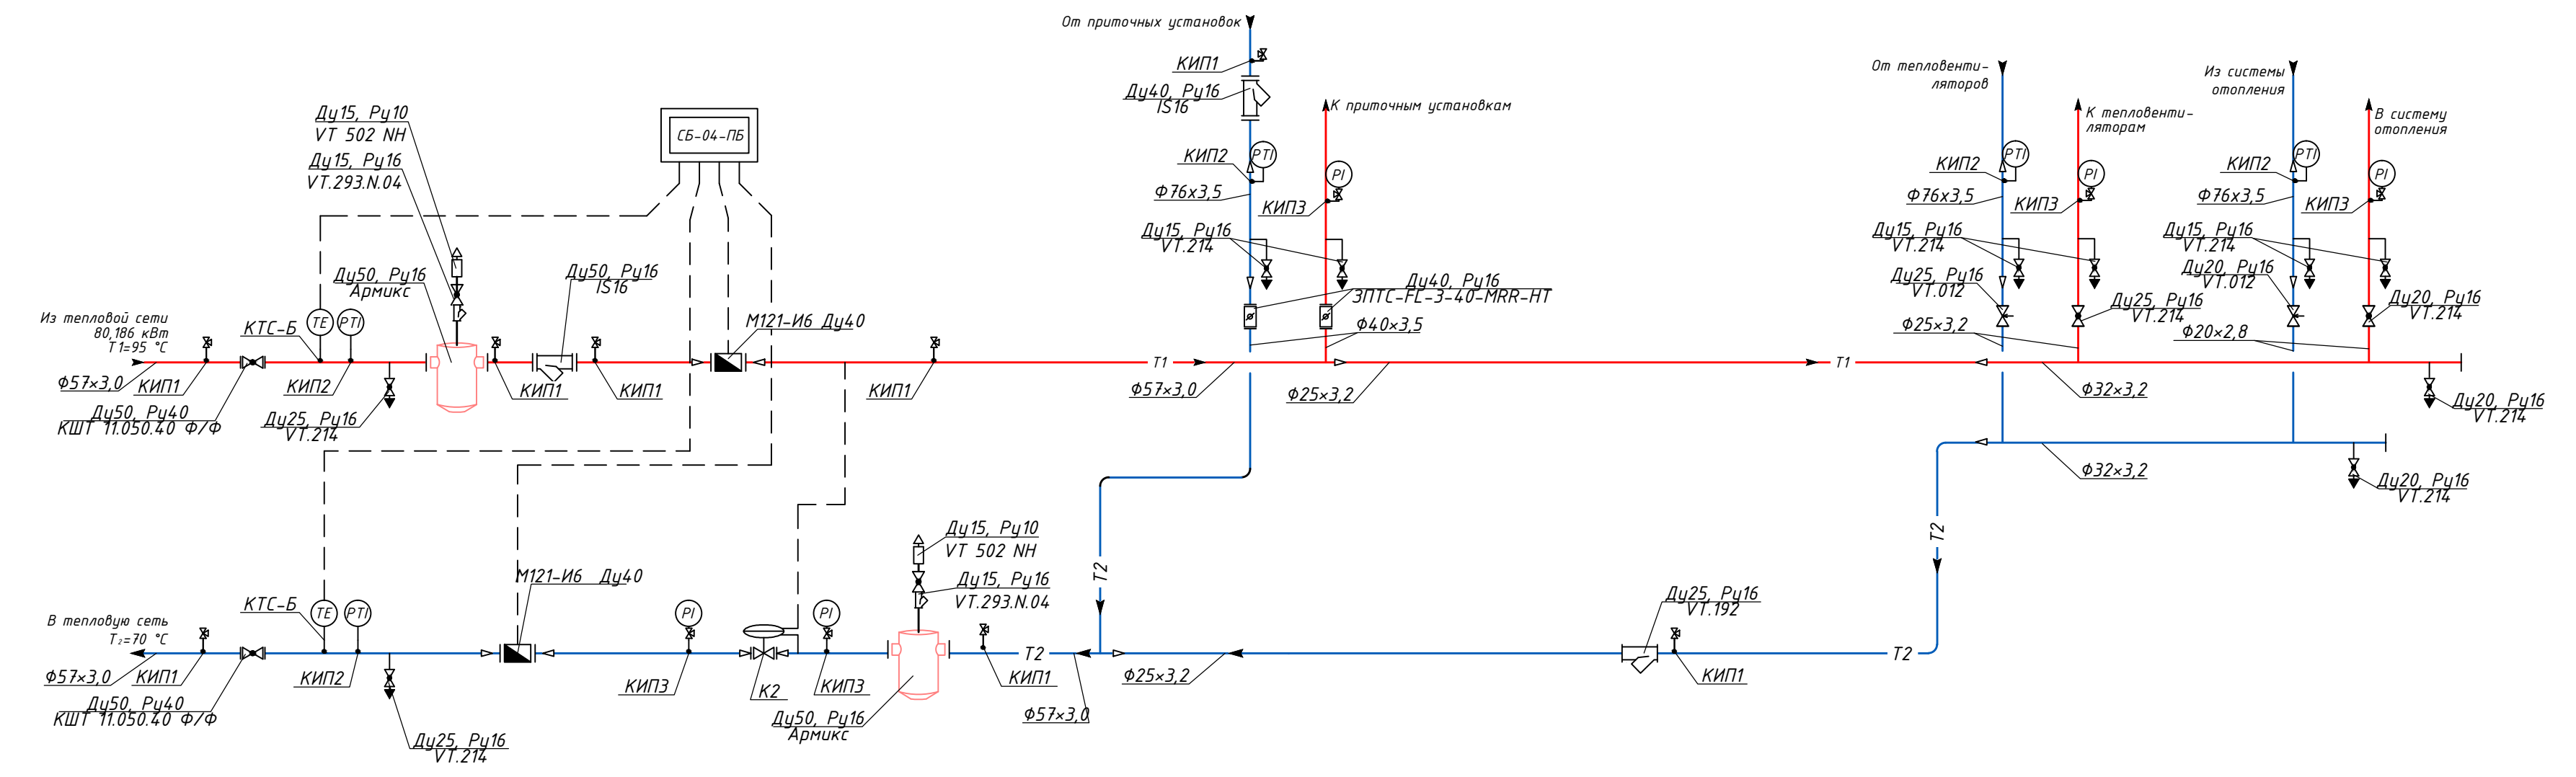 От приточных установок
КИП1
Ду40, Ру16
IS16
К приточным установкам
КИП2
PTI
PI
Ф76х3,5
КИП3
Ду15, Ру16
VT.214
Ду40, Ру16
ЗПТС-FL-3-40-MRR-HT
Ф40х3,5
От тепловенти-
ляторов
К тепловенти-
ляторам
КИП2
PTI
PI
Ф76х3,5
КИП3
Ду15, Ру16
VT.214
Ду25, Ру16
VT.012
Ду25, Ру16
VT.214
Ф25х3,2
Из системы
отопления
В систему
отопления
КИП2
PTI
PI
Ф76х3,5
КИП3
Ду15, Ру16
VT.214
Ду20, Ру16
VT.012
Ду20, Ру16
VT.214
Ф20х2,8
Ду15, Ру10
VT 502 NH
Ду15, Ру16
VT.293.N.04
СБ-04-ПБ
Ду50, Ру16
Армикс
Ду50, Ру16
IS16
Из тепловой сети
80,186 кВт
Т1=95 °С
КТС-Б
TE
PTI
М121-И6 Ду40
Ф57х3,0
КИП1
КИП2
КИП1
КИП1
КИП1
Ду50, Ру40
КШТ 11.050.40 Ф/Ф
Ду25, Ру16
VT.214
Т1
Т1
Ф57х3,0
Ф25х3,2
Ф32х3,2
Ду20, Ру16
VT.214
Ф32х3,2
Ду20, Ру16
VT.214
Т2
Т2
Ду15, Ру10
VT 502 NH
Ду15, Ру16
VT.293.N.04
М121-И6 Ду40
Ду25, Ру16
VT.192
В тепловую сеть
Т₂=70 °С
КТС-Б
TE
PTI
PI
PI
Т2
Т2
Ф57х3,0
КИП1
КИП2
КИП3
К2
КИП3
КИП1
Ф25х3,2
КИП1
Ду50, Ру40
КШТ 11.050.40 Ф/Ф
Ду50, Ру16
Армикс
Ф57х3,0
Ду25, Ру16
VT.214